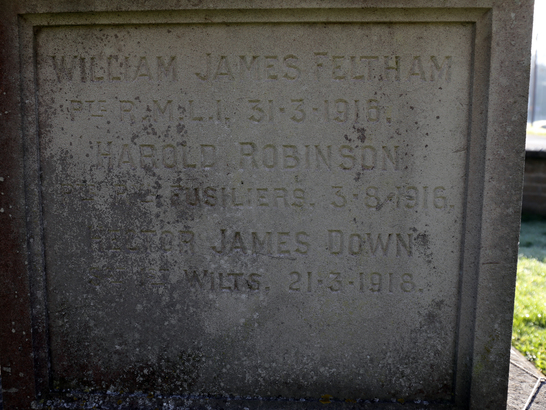 WILLIAM JAMES FELTHAM
PTE R.M.L.I. 31·3·1916.
HAROLD ROBINSON.
FUSILIERS. 3·8·1916.
HECTOR JAMES DOWN
WILTS. 21·3·1918.